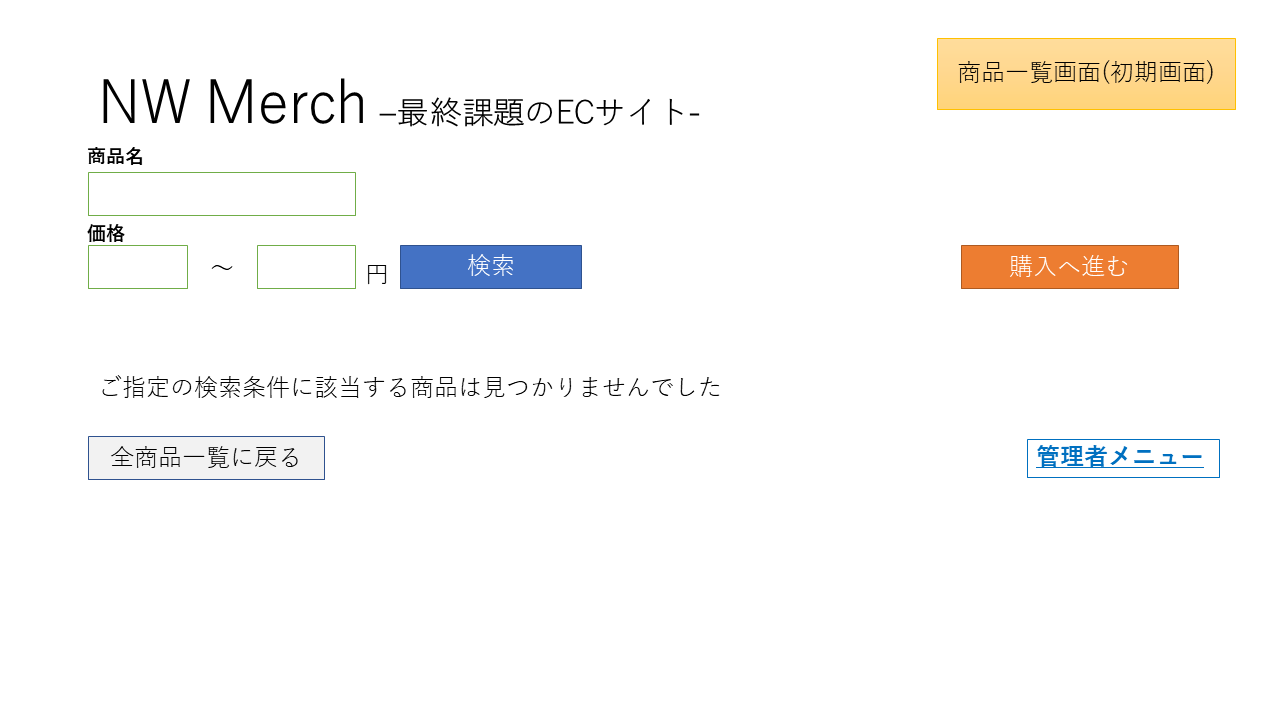 商品一覧画面(初期画面)
NW Merch –最終課題のECサイト-
商品名
価格
～ 円 検索 購入へ進む
ご指定の検索条件に該当する商品は見つかりませんでした
全商品一覧に戻る 管理者メニュー